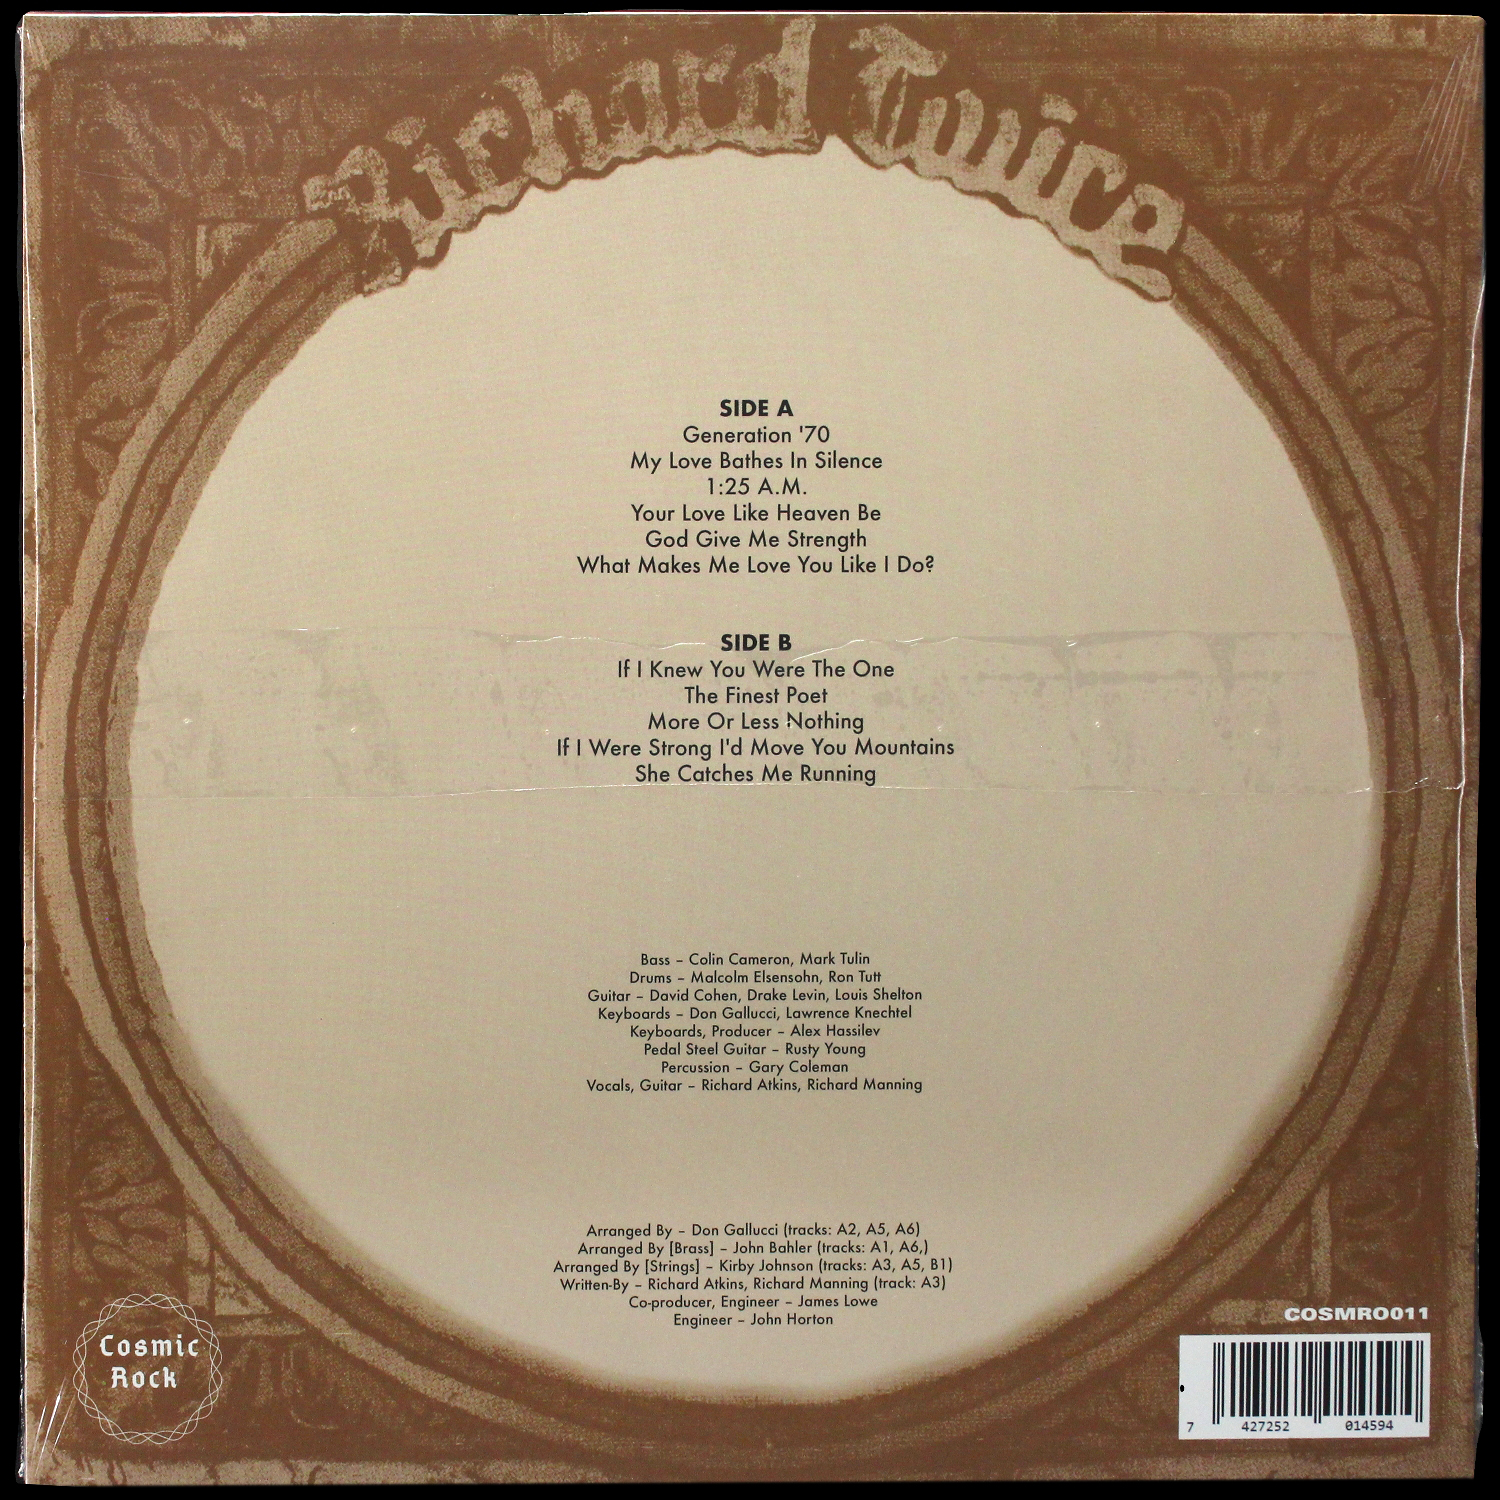 Richard Twice
SIDE A
Generation '70
My Love Bathes In Silence
1:25 A.M.
Your Love Like Heaven Be
God Give Me Strength
What Makes Me Love You Like I Do?
SIDE B
If I Knew You Were The One
The Finest Poet
More Or Less Nothing
If I Were Strong I'd Move You Mountains
She Catches Me Running
Bass – Colin Cameron, Mark Tulin
Drums – Malcolm Elsensohn, Ron Tutt
Guitar – David Cohen, Drake Levin, Louis Shelton
Keyboards – Don Gallucci, Lawrence Knechtel
Keyboards, Producer – Alex Hassilev
Pedal Steel Guitar – Rusty Young
Percussion – Gary Coleman
Vocals, Guitar – Richard Atkins, Richard Manning
Arranged By – Don Gallucci (tracks: A2, A5, A6)
Arranged By [Brass] – John Bahler (tracks: A1, A6,)
Arranged By [Strings] – Kirby Johnson (tracks: A3, A5, B1)
Written-By – Richard Atkins, Richard Manning (track: A3)
Co-producer, Engineer – James Lowe
Engineer – John Horton
Cosmic
Rock
COSMRO011
7 427252 014594